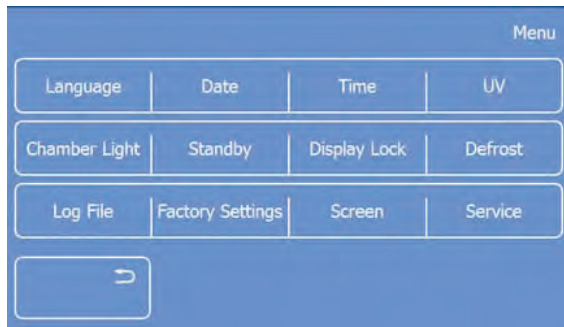 Menu
Language Date Time UV
Chamber Light Standby Display Lock Defrost
Log File Factory Settings Screen Service